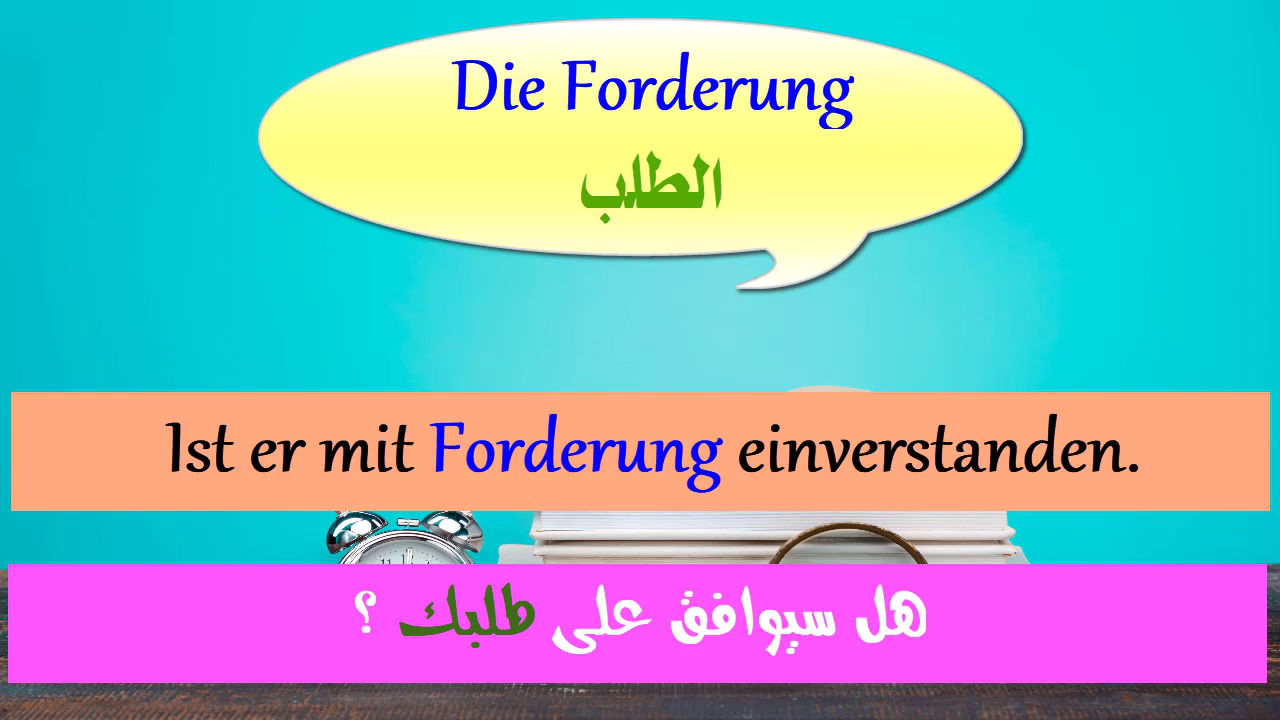 Die Forderung
الطلب
Ist er mit Forderung einverstanden.
هل سيوافق على طلبك ؟